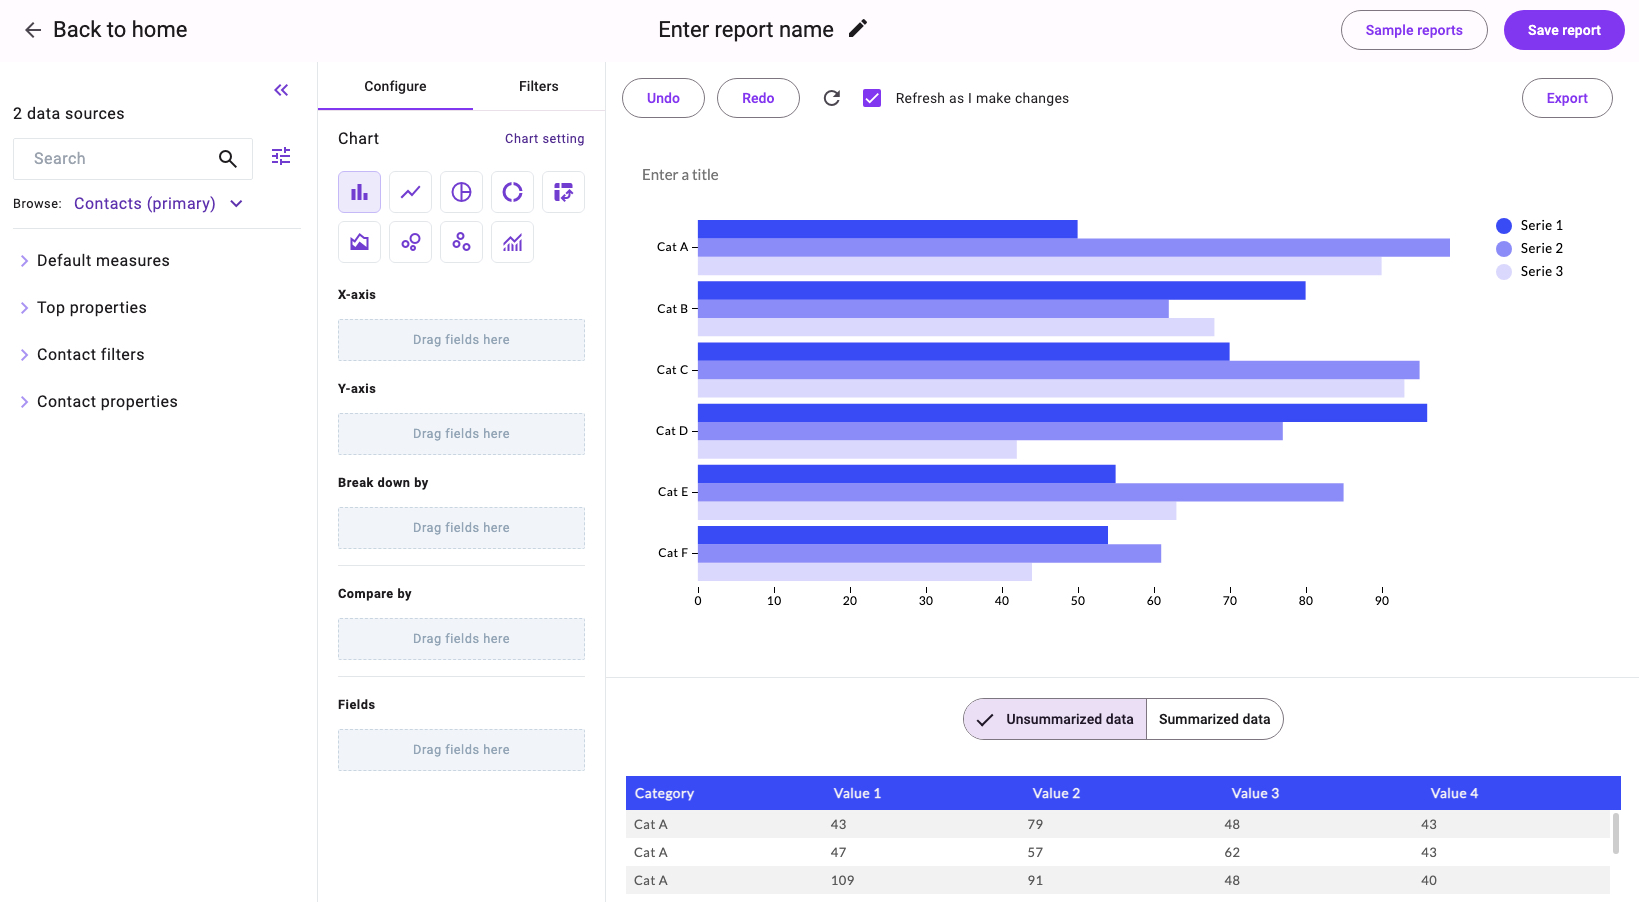 Back to home
Enter report name
Sample reports
Save report
2 data sources
Search
Browse: Contacts (primary)
Default measures
Top properties
Contact filters
Contact properties
Configure
Filters
Chart
Chart setting
X-axis
Drag fields here
Y-axis
Drag fields here
Break down by
Drag fields here
Compare by
Drag fields here
Fields
Drag fields here
Undo
Redo
Refresh as I make changes
Export
Enter a title
Cat A
Cat B
Cat C
Cat D
Cat E
Cat F
0 10 20 30 40 50 60 70 80 90
Serie 1
Serie 2
Serie 3
Unsummarized data
Summarized data
Category Value 1 Value 2 Value 3 Value 4
Cat A 43 79 48 43
Cat A 47 57 62 43
Cat A 109 91 48 40